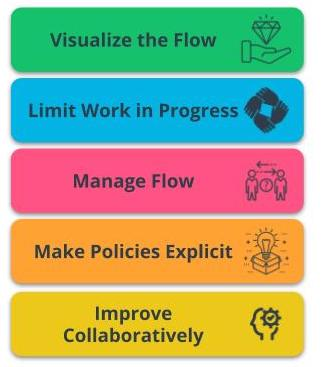 Visualize the Flow
Limit Work in Progress
Manage Flow
?
Make Policies Explicit
Improve
Collaboratively